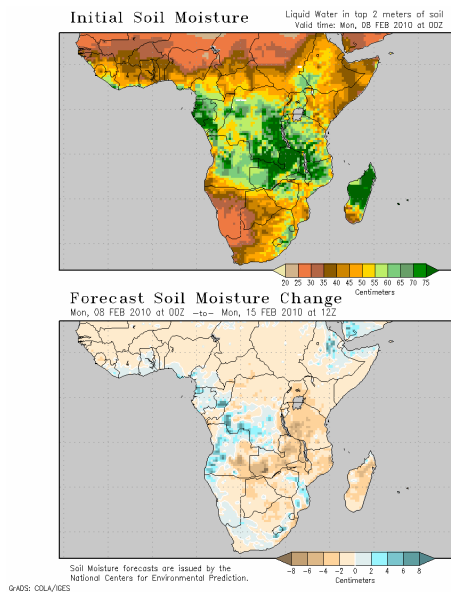 Initial Soil Moisture
Liquid Water in top 2 meters of soil
Valid time: Mon, 08 FEB 2010 at 00Z
20 25 30 35 40 45 50 55 60 65 70 75
Centimeters
Forecast Soil Moisture Change
Mon, 08 FEB 2010 at 00Z -to- Mon, 15 FEB 2010 at 12Z
Soil Moisture forecasts are issued by the
National Centers for Environmental Prediction.
-8 -6 -4 -2 0 2 4 6 8
Centimeters
GrADS: COLA/IGES